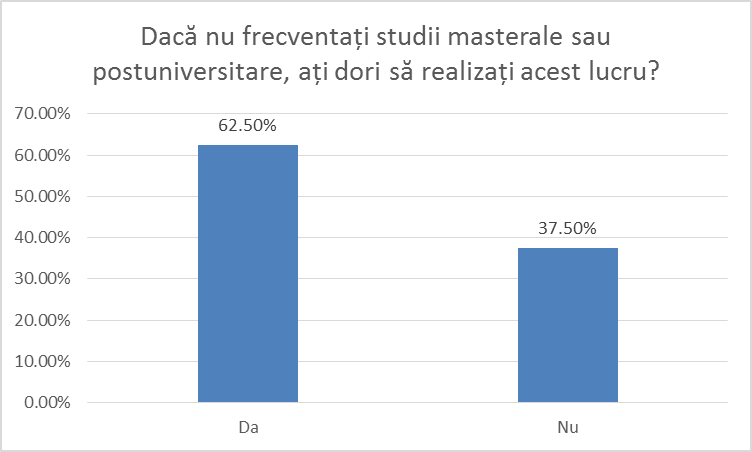 Dacă nu frecventați studii masterale sau
postuniversitare, ați dori să realizați acest lucru?
70.00%
60.00%
50.00%
40.00%
30.00%
20.00%
10.00%
0.00%
62.50%
37.50%
Da
Nu